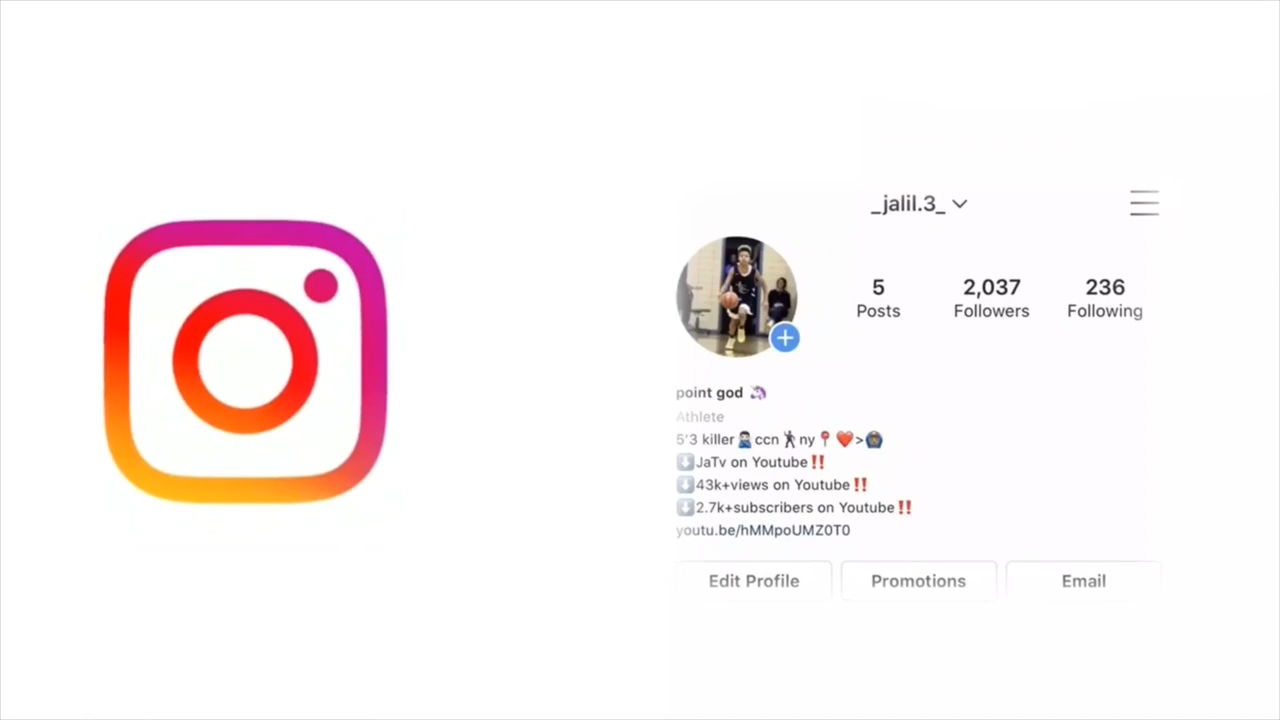 _jalil.3_
5 2,037 236
Posts Followers Following
point god 🦄
Athlete
5'3 killer🤦🏻‍♂️ccn🕺🏿ny📍❤️>🙆🏾‍♂️
⬇️JaTv on Youtube‼️
⬇️43k+views on Youtube‼️
⬇️2.7k+subscribers on Youtube‼️
youtu.be/hMMpoUMZ0T0
Edit Profile Promotions Email